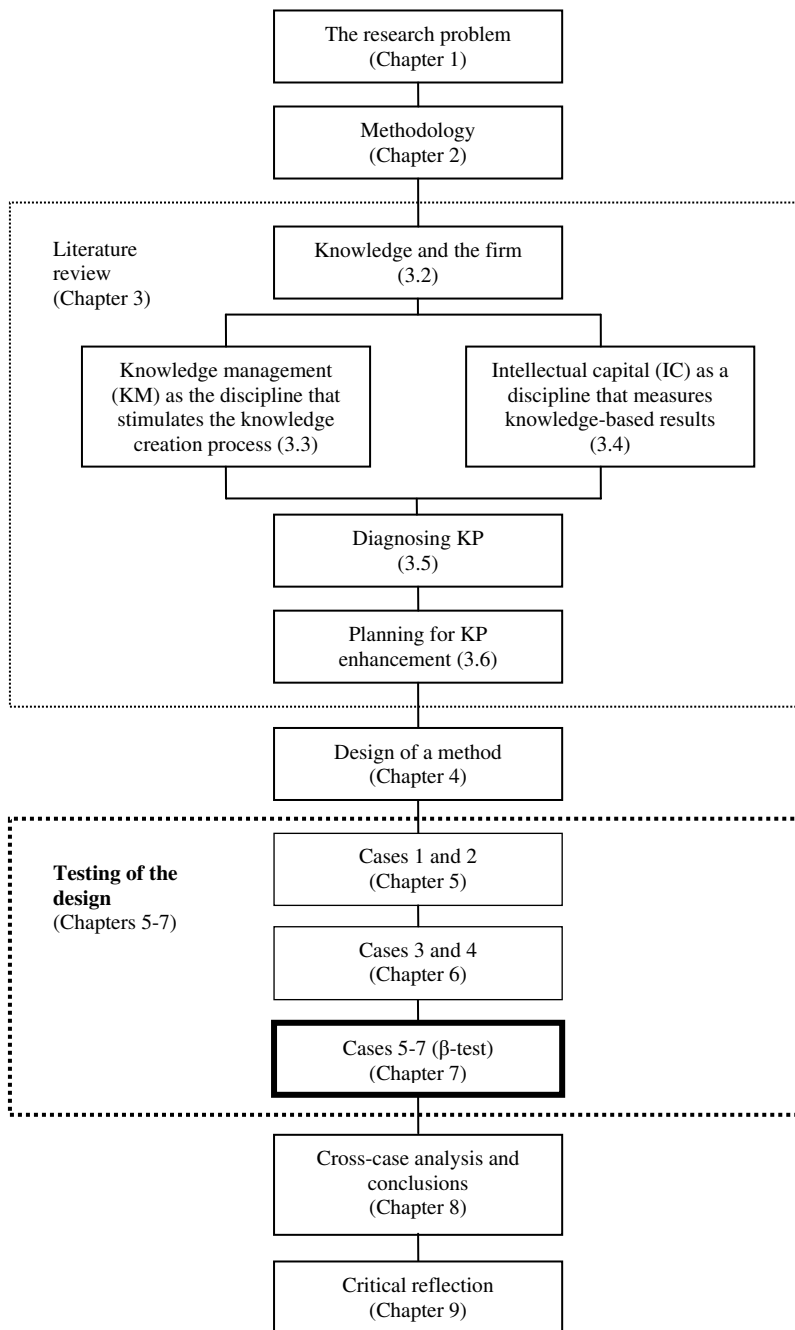 The research problem
(Chapter 1)
Methodology
(Chapter 2)
Literature
review
(Chapter 3)
Knowledge and the firm
(3.2)
Knowledge management
(KM) as the discipline that
stimulates the knowledge
creation process (3.3)
Intellectual capital (IC) as a
discipline that measures
knowledge-based results
(3.4)
Diagnosing KP
(3.5)
Planning for KP
enhancement (3.6)
Design of a method
(Chapter 4)
Testing of the
design
(Chapters 5-7)
Cases 1 and 2
(Chapter 5)
Cases 3 and 4
(Chapter 6)
Cases 5-7 (β-test)
(Chapter 7)
Cross-case analysis and
conclusions
(Chapter 8)
Critical reflection
(Chapter 9)